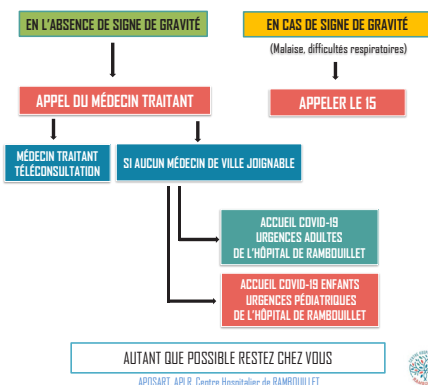 EN L'ABSENCE DE SIGNE DE GRAVITÉ
EN CAS DE SIGNE DE GRAVITÉ
(Malaise, difficultés respiratoires)
APPEL DU MÉDECIN TRAITANT
APPELER LE 15
MÉDECIN TRAITANT
TÉLÉCONSULTATION
SI AUCUN MÉDECIN DE VILLE JOIGNABLE
ACCUEIL COVID-19
URGENCES ADULTES
DE L'HÔPITAL DE RAMBOUILLET
ACCUEIL COVID-19 ENFANTS
URGENCES PÉDIATRIQUES
DE L'HÔPITAL DE RAMBOUILLET
AUTANT QUE POSSIBLE RESTEZ CHEZ VOUS
APOSART, APLR, Centre Hospitalier de RAMBOUILLET